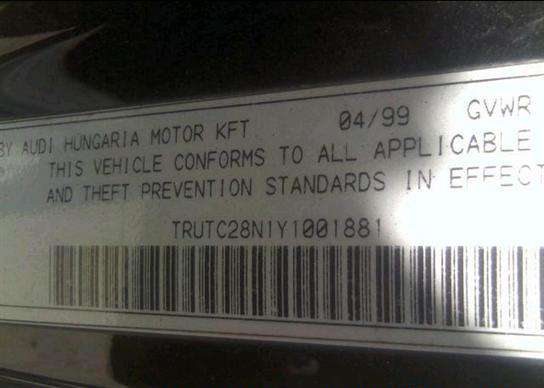 BY AUDI HUNGARIA MOTOR KFT 04/99 GVWR
THIS VEHICLE CONFORMS TO ALL APPLICABLE
AND THEFT PREVENTION STANDARDS IN EFFECT
TRUTC28N1Y1001881